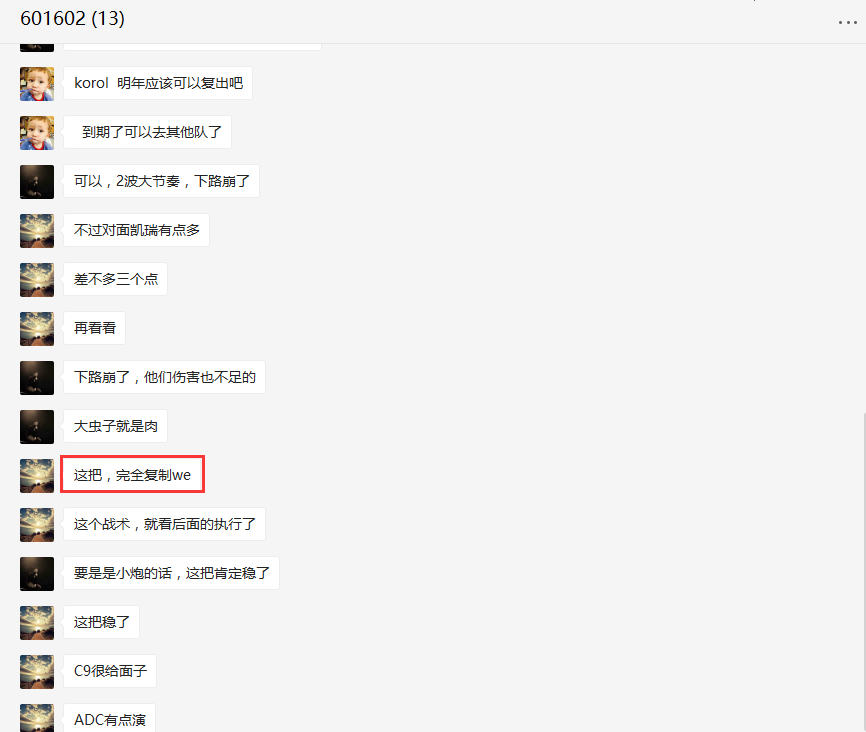 601602 (13)
korol 明年应该可以复出吧
到期了可以去其他队了
可以，2波大节奏，下路崩了
不过对面凯瑞有点多
差不多三个点
再看看
下路崩了，他们伤害也不足的
大虫子就是肉
这把，完全复制we
这个战术，就看后面的执行了
要是是小炮的话，这把肯定稳了
这把稳了
C9很给面子
ADC有点演